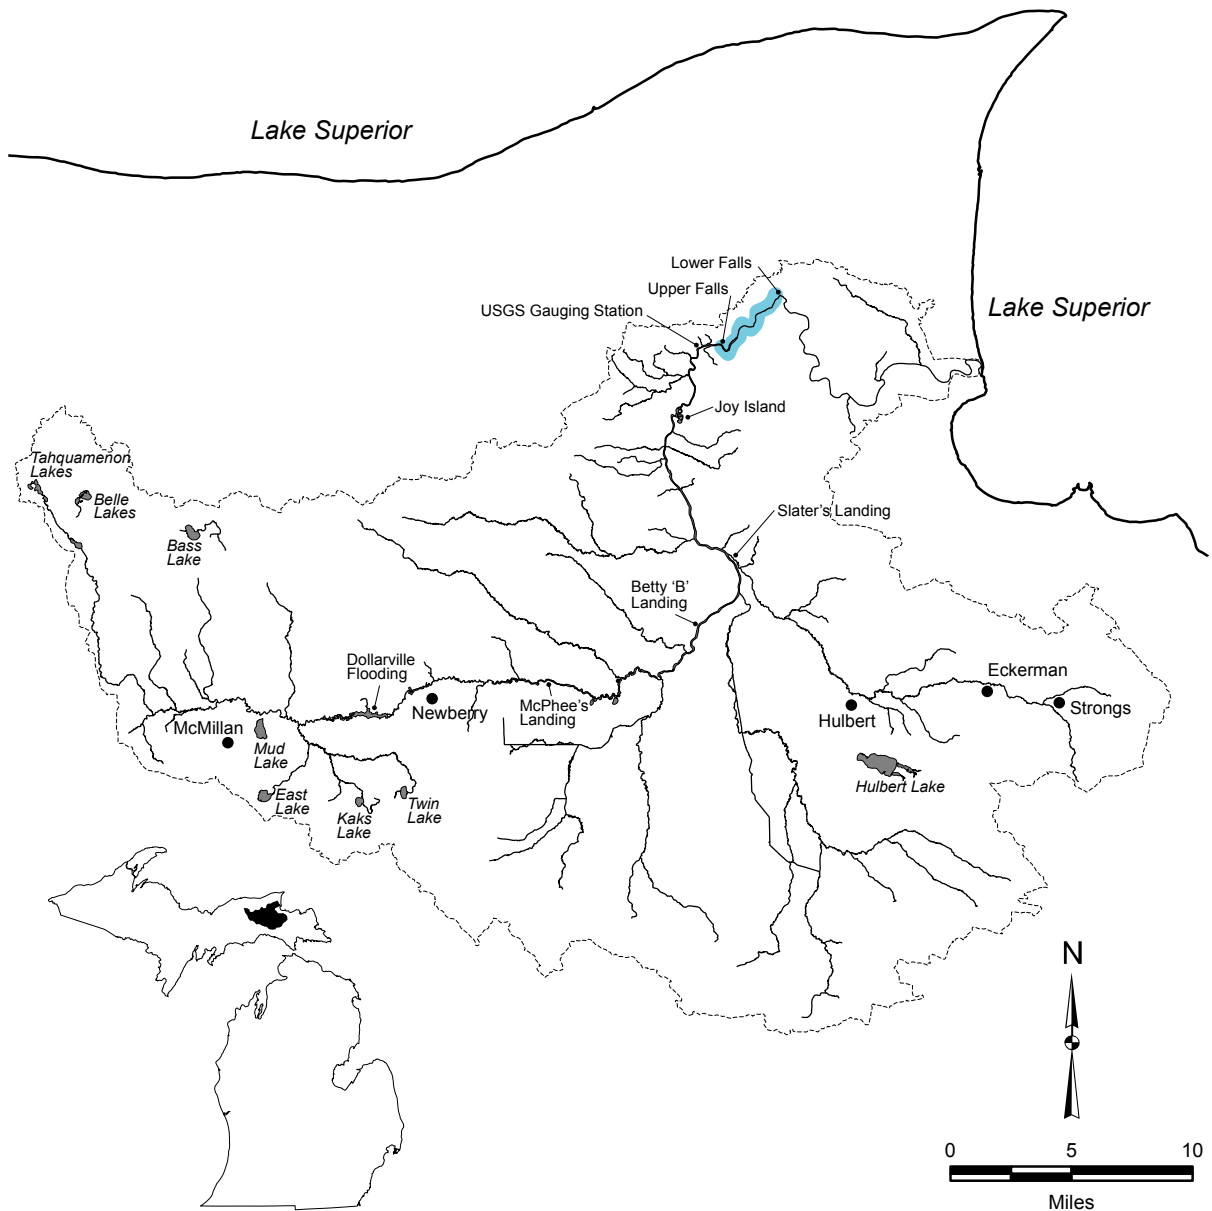 Lake Superior
Lower Falls
Upper Falls
USGS Gauging Station
Lake Superior
Joy Island
Tahquamenon
Lakes
Belle
Lakes
Bass
Lake
Slater's Landing
Betty ‘B’
Landing
Dollarville
Flooding
Eckerman
McPhee's
Landing
Newberry
Strongs
Hulbert
McMillan
Mud
Lake
Hulbert Lake
East
Lake
Twin
Lake
Kaks
Lake
N
0 5 10
Miles